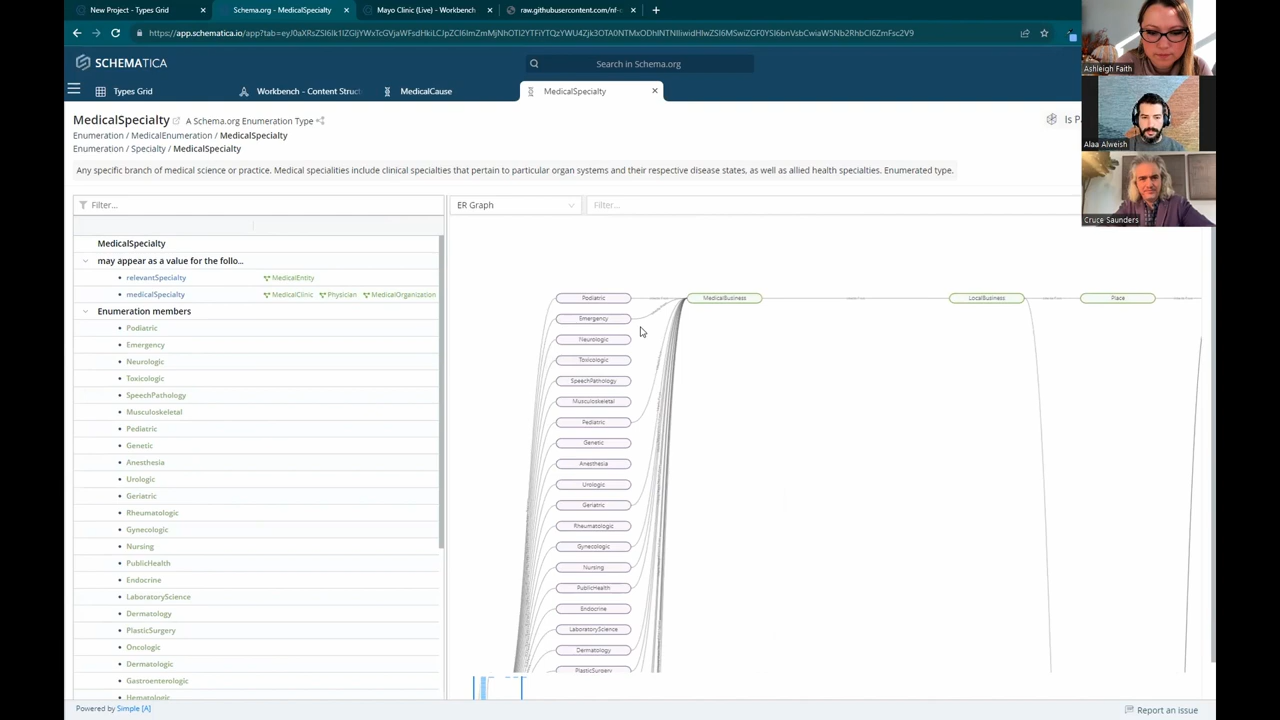 New Project - Types Grid
Schema.org - MedicalSpecialty
Mayo Clinic (Live) - Workbench
raw.githubusercontent.com/nf-c
SCHEMATICA
Search in Schema.org
Types Grid
Workbench - Content Struct
MedicalCause
MedicalSpecialty
MedicalSpecialty A Schema.org Enumeration Type
Is Pa
Enumeration / MedicalEnumeration / MedicalSpecialty
Enumeration / Specialty / MedicalSpecialty
Any specific branch of medical science or practice. Medical specialities include clinical specialties that pertain to particular organ systems and their respective disease states, as well as allied health specialties. Enumerated type.
Filter...
ER Graph
Filter...
MedicalSpecialty
may appear as a value for the follo...
relevantSpecialty MedicalEntity
medicalSpecialty MedicalClinic Physician MedicalOrganization
Enumeration members
Podiatric
Emergency
Neurologic
Toxicologic
SpeechPathology
Musculoskeletal
Pediatric
Genetic
Anesthesia
Urologic
Geriatric
Rheumatologic
Gynecologic
Nursing
PublicHealth
Endocrine
LaboratoryScience
Dermatology
PlasticSurgery
Oncologic
Dermatologic
Gastroenterologic
Hematologic
Podiatric
Emergency
Neurologic
Toxicologic
SpeechPathology
Musculoskeletal
Pediatric
Genetic
Anesthesia
Urologic
Geriatric
Rheumatologic
Gynecologic
Nursing
PublicHealth
Endocrine
LaboratoryScience
Dermatology
PlasticSurgery
MedicalBusiness
LocalBusiness
Place
Ashleigh Faith
Alaa Alweish
Cruce Saunders
Powered by Simple [A]
Report an issue